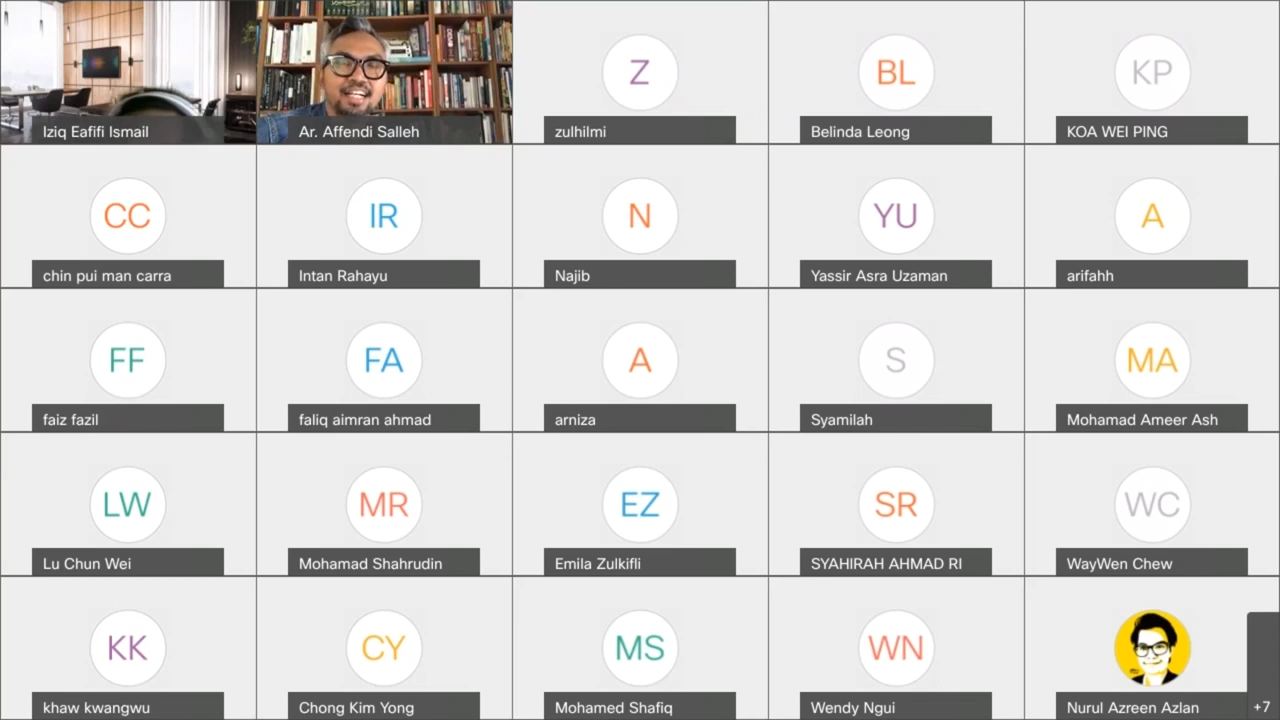 Iziq Eafifi Ismail
Ar. Affendi Salleh
Z
zulhilmi
BL
Belinda Leong
KP
KOA WEI PING
CC
chin pui man carra
IR
Intan Rahayu
N
Najib
YU
Yassir Asra Uzaman
A
arifahh
FF
faiz fazil
FA
faliq aimran ahmad
A
arniza
S
Syamilah
MA
Mohamad Ameer Ash
LW
Lu Chun Wei
MR
Mohamad Shahrudin
EZ
Emila Zulkifli
SR
SYAHIRAH AHMAD RI
WC
WayWen Chew
KK
khaw kwangwu
CY
Chong Kim Yong
MS
Mohamed Shafiq
WN
Wendy Ngui
Nurul Azreen Azlan
+7